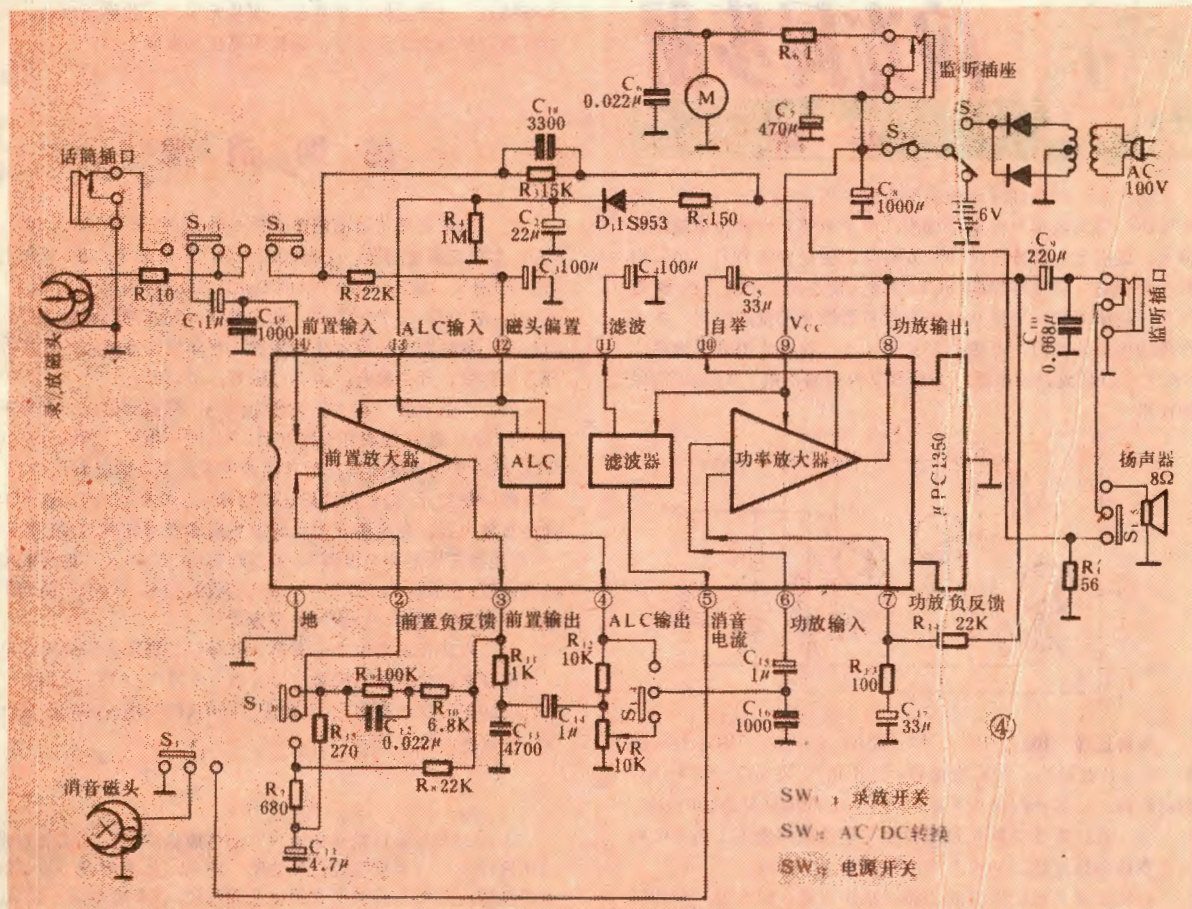 R₆ 1
监听插座
C₆
0.022μ
M
C₇
470μ
S₃
S₂
AC
100V
C₁₈
3300
R₃ 15K
话筒插口
R₄
1M
C₂
22μ
D₁ 1S953
R₅ 150
C₈
1000μ
6V
C₉
220μ
R₁ 10
R₂ 22K
C₃ 100μ
C₄ 100μ
C₅
33μ
C₁ 1μ
C₁₉
1000
C₁₀
0.068μ
监听插口
录/放磁头
前置输入
ALC输入
磁头偏置
滤波
自举
Vcc
功放输出
14
13
12
11
10
9
8
前置放大器
ALC
滤波器
功率放大器
μPC1350
扬声器
8Ω
①
②
③
④
⑤
⑥
⑦
地
前置负反馈
前置输出
ALC输出
消音
电流
功放输入
功放负反馈
56
R₁₄
22K
R₁₁
1K
R₁₂
10K
C₁₅
1μ
R₁₃
100
R₉ 100K
R₁₀
6.8K
C₁₂
0.022μ
C₁₃
4700
C₁₄
1μ
VR
10K
C₁₆
1000
C₁₇
33μ
④
R₁₅
270
R₇
680
R₈ 22K
消音磁头
C₁₁
4.7μ
录放开关
AC/DC转换
电源开关